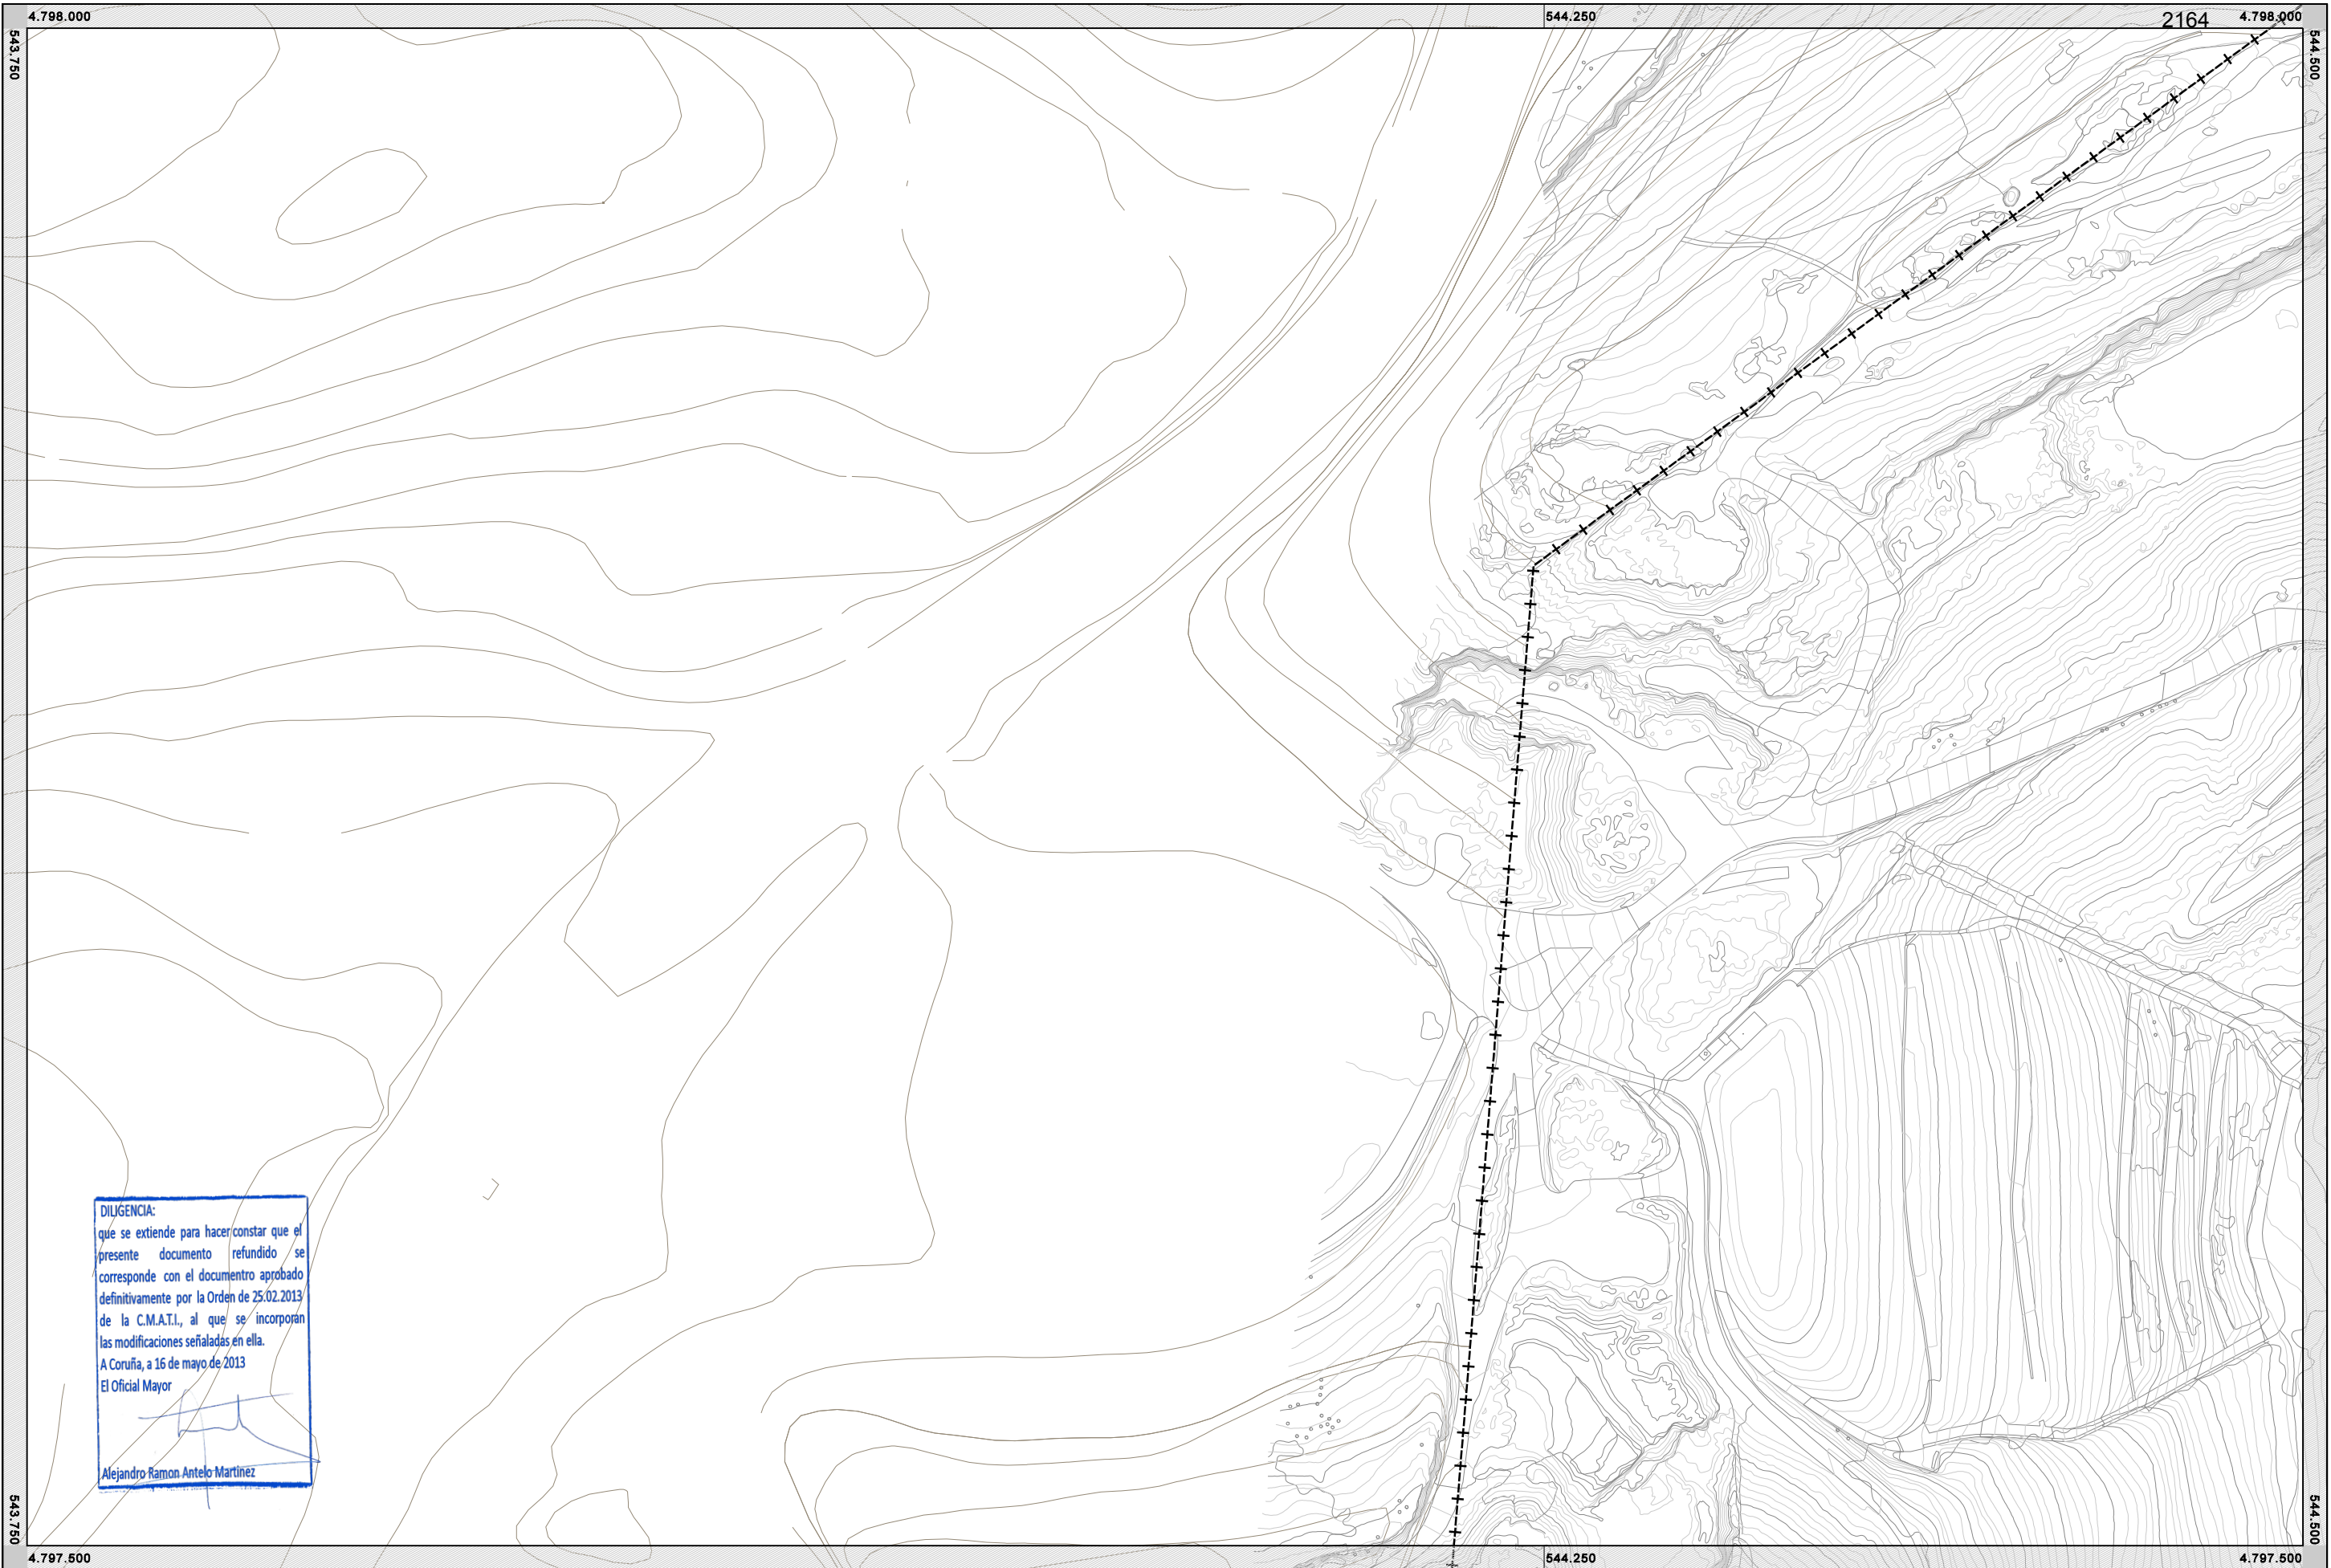 4.798.000
544.250
2164
4.798.000
543.750
544.500
DILIGENCIA:
que se extiende para hacer constar que el
presente documento refundido se
corresponde con el documentro aprobado
definitivamente por la Orden de 25.02.2013
de la C.M.A.T.I., al que se incorporan
las modificaciones señaladas en ella.
A Coruña, a 16 de mayo de 2013
El Oficial Mayor
Alejandro Ramon Antelo Martinez
543.750
544.500
4.797.500
544.250
4.797.500